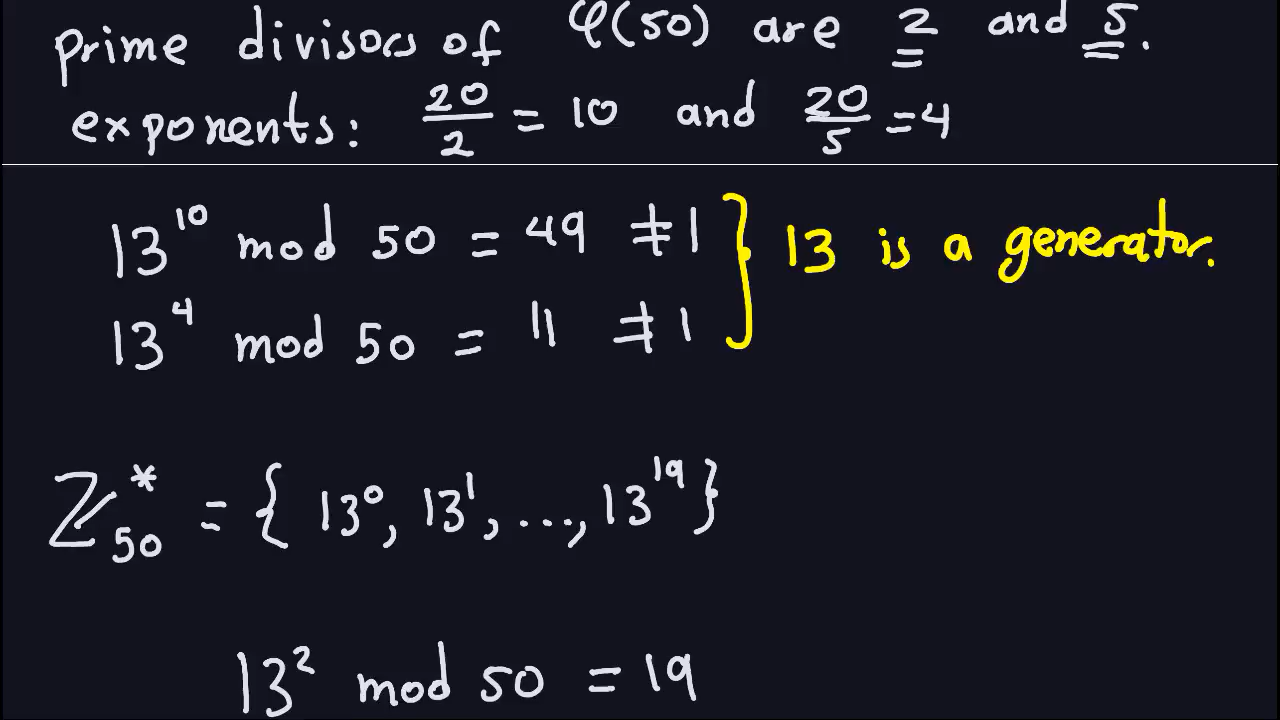 prime divisors of φ(50) are 2 and 5.
exponents: 20/2 = 10 and 20/5 = 4
13^10 mod 50 = 49 ≠ 1 } 13 is a generator.
13^4 mod 50 = 11 ≠ 1
ℤ*_50 = { 13^0, 13^1, ..., 13^19 }
13^2 mod 50 = 19